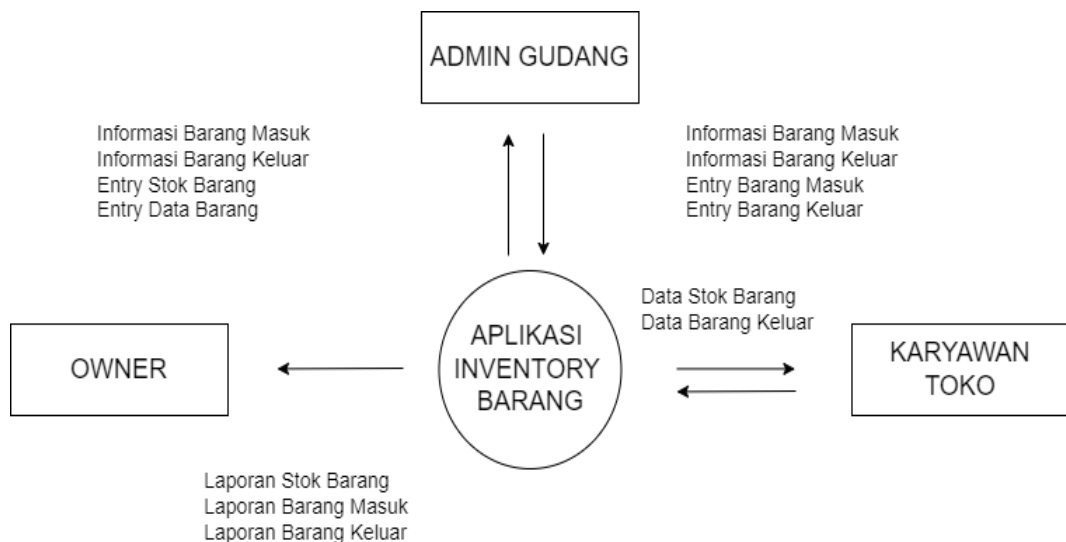 ADMIN GUDANG
Informasi Barang Masuk
Informasi Barang Keluar
Entry Stok Barang
Entry Data Barang
Informasi Barang Masuk
Informasi Barang Keluar
Entry Barang Masuk
Entry Barang Keluar
Data Stok Barang
Data Barang Keluar
OWNER
APLIKASI
INVENTORY
BARANG
KARYAWAN
TOKO
Laporan Stok Barang
Laporan Barang Masuk
Laporan Barang Keluar